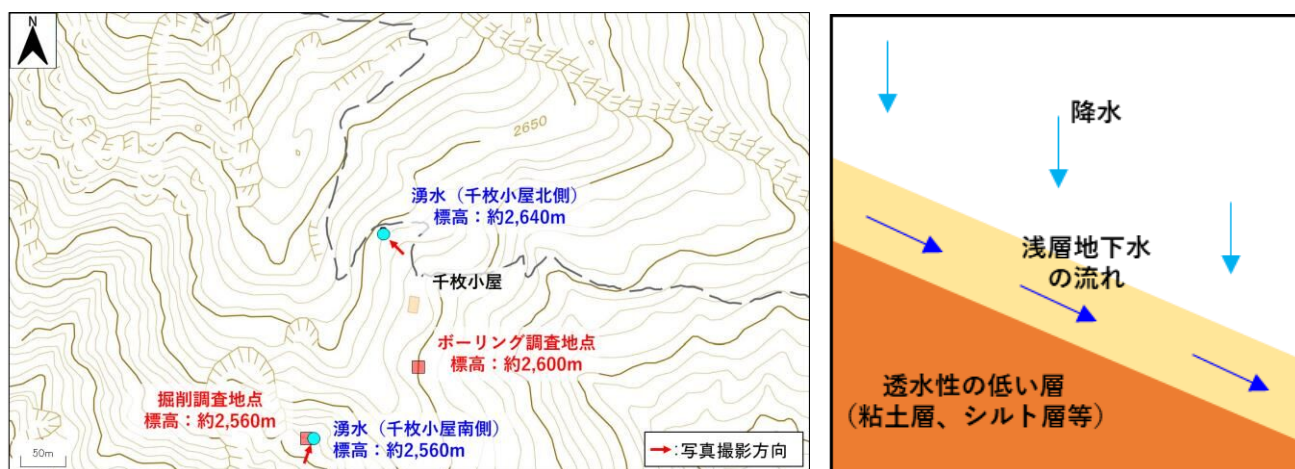 N
2650
湧水（千枚小屋北側）
標高：約2,640m
千枚小屋
ボーリング調査地点
標高：約2,600m
掘削調査地点
標高：約2,560m
湧水（千枚小屋南側）
標高：約2,560m
50m
:写真撮影方向
降水
浅層地下水
の流れ
透水性の低い層
（粘土層、シルト層等）